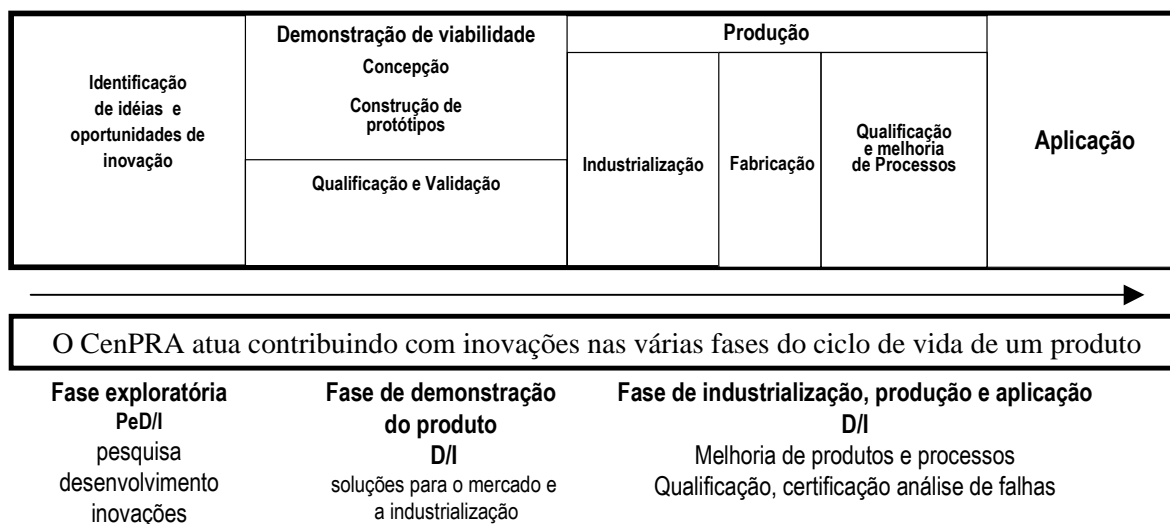 Identificação
de idéias e
oportunidades de
inovação
Demonstração de viabilidade
Concepção
Construção de
protótipos
Qualificação e Validação
Produção
Industrialização
Fabricação
Qualificação
e melhoria
de Processos
Aplicação
O CenPRA atua contribuindo com inovações nas várias fases do ciclo de vida de um produto
Fase exploratória
PeD/I
pesquisa
desenvolvimento
inovações
Fase de demonstração
do produto
D/I
soluções para o mercado e
a industrialização
Fase de industrialização, produção e aplicação
D/I
Melhoria de produtos e processos
Qualificação, certificação análise de falhas